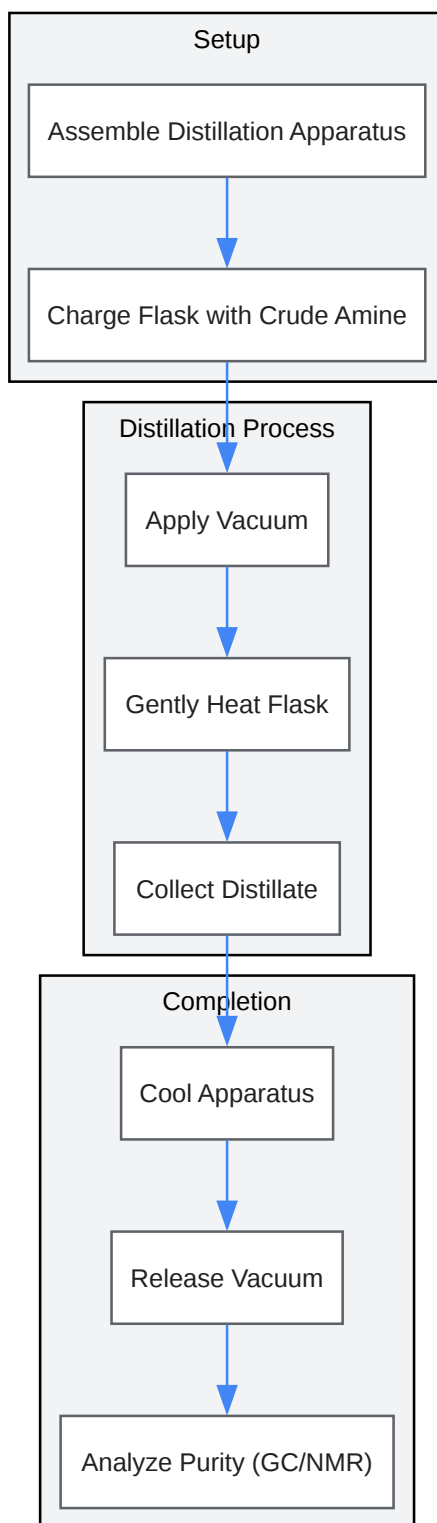 Setup
Assemble Distillation Apparatus
Charge Flask with Crude Amine
Distillation Process
Apply Vacuum
Gently Heat Flask
Collect Distillate
Completion
Cool Apparatus
Release Vacuum
Analyze Purity (GC/NMR)